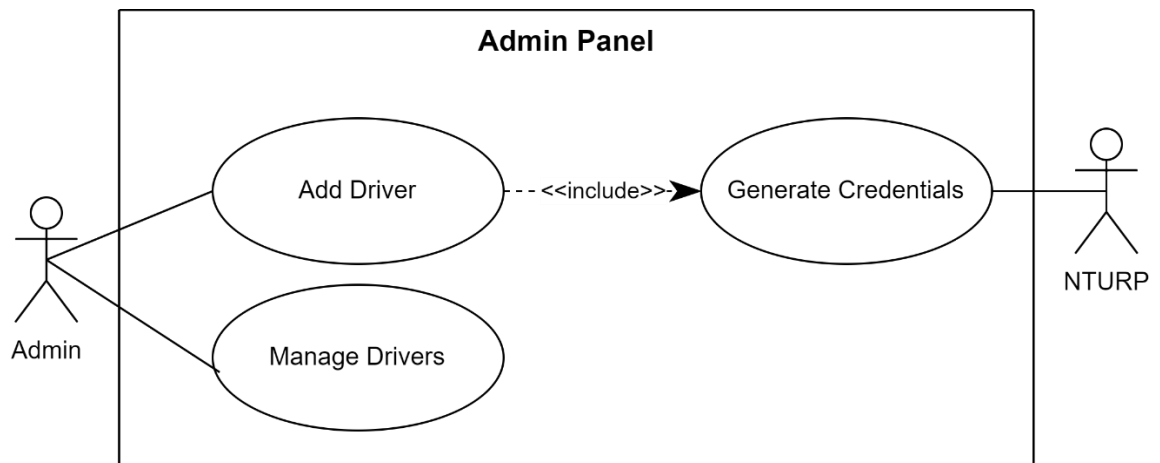 Admin Panel
Add Driver
<<include>>
Generate Credentials
NTURP
Admin
Manage Drivers